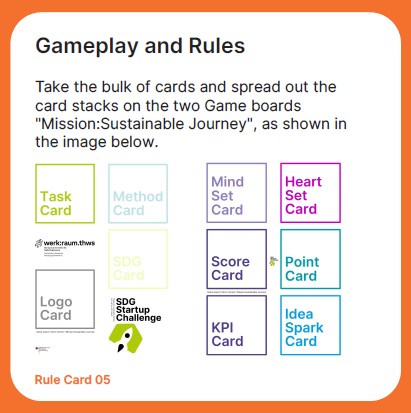 Gameplay and Rules
Take the bulk of cards and spread out the
card stacks on the two Game boards
"Mission:Sustainable Journey", as shown in
the image below.
Task
Card
Method
Card
Mind
Set
Card
Heart
Set
Card
werk:raum.thws
SDG
Card
Score
Card
Point
Card
Logo
Card
SDG
Startup
Challenge
KPI
Card
Idea
Spark
Card
Rule Card 05